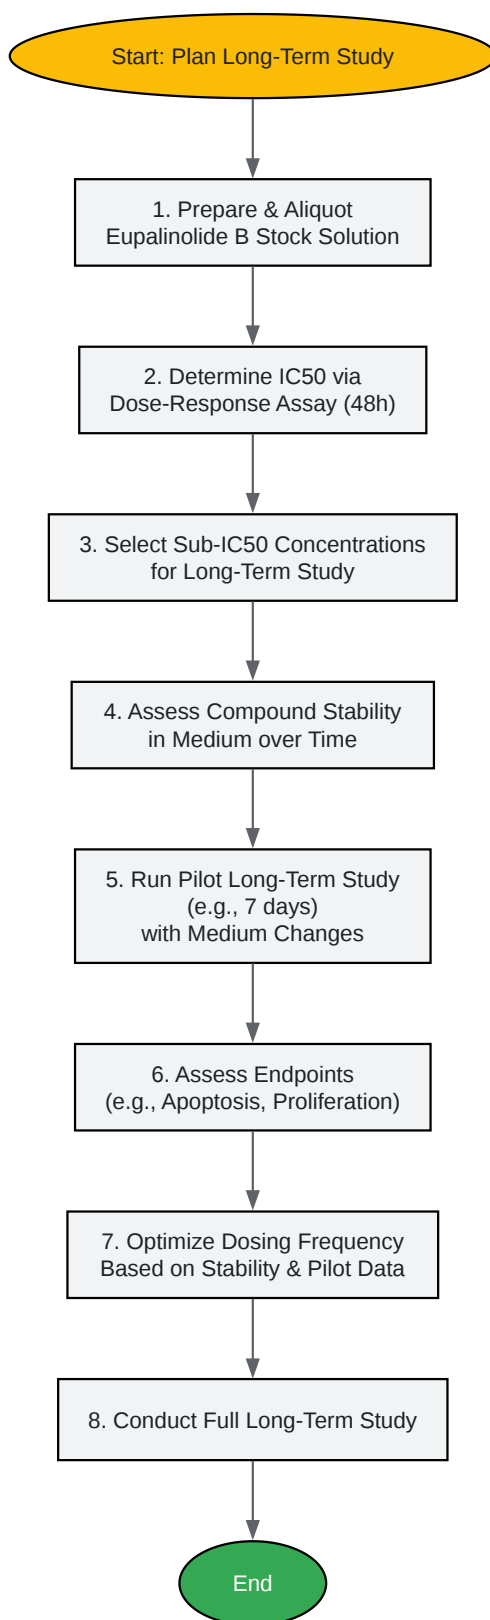 Start: Plan Long-Term Study
1. Prepare & Aliquot
Eupalinolide B Stock Solution
2. Determine IC50 via
Dose-Response Assay (48h)
3. Select Sub-IC50 Concentrations
for Long-Term Study
4. Assess Compound Stability
in Medium over Time
5. Run Pilot Long-Term Study
(e.g., 7 days)
with Medium Changes
6. Assess Endpoints
(e.g., Apoptosis, Proliferation)
7. Optimize Dosing Frequency
Based on Stability & Pilot Data
8. Conduct Full Long-Term Study
End